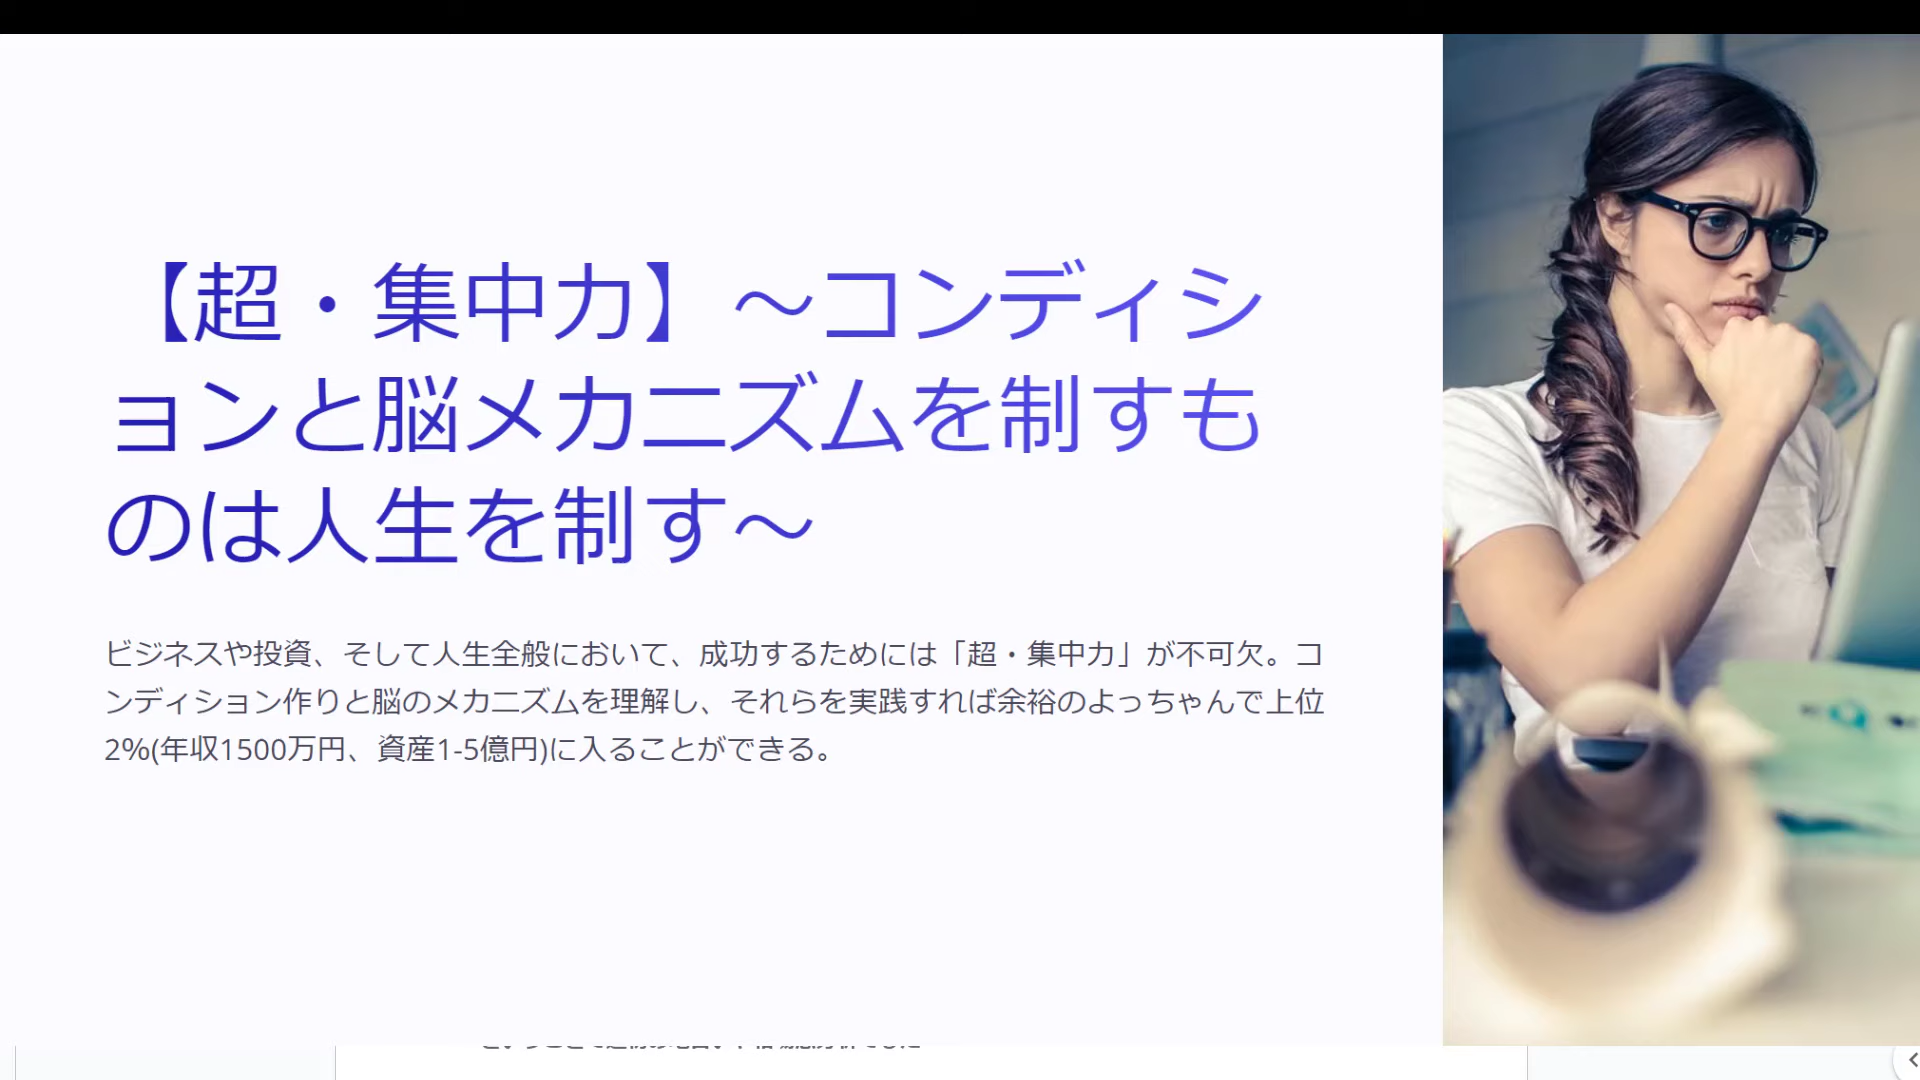 【超・集中力】〜コンディシ
ョンと脳メカニズムを制すも
のは人生を制す〜
ビジネスや投資、そして人生全般において、成功するためには「超・集中力」が不可欠。コ
ンディション作りと脳のメカニズムを理解し、それらを実践すれば余裕のよっちゃんで上位
2%(年収1500万円、資産1-5億円)に入ることができる。